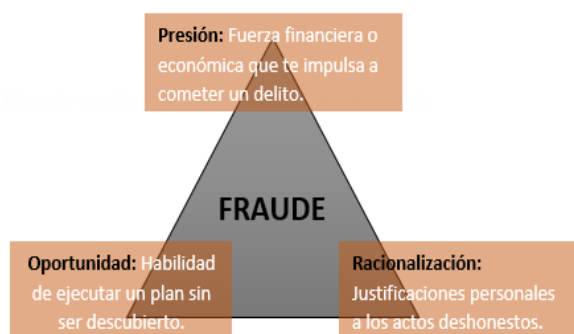 Presión: Fuerza financiera o
económica que te impulsa a
cometer un delito.
FRAUDE
Oportunidad: Habilidad
de ejecutar un plan sin
ser descubierto.
Racionalización:
Justificaciones personales
a los actos deshonestos.